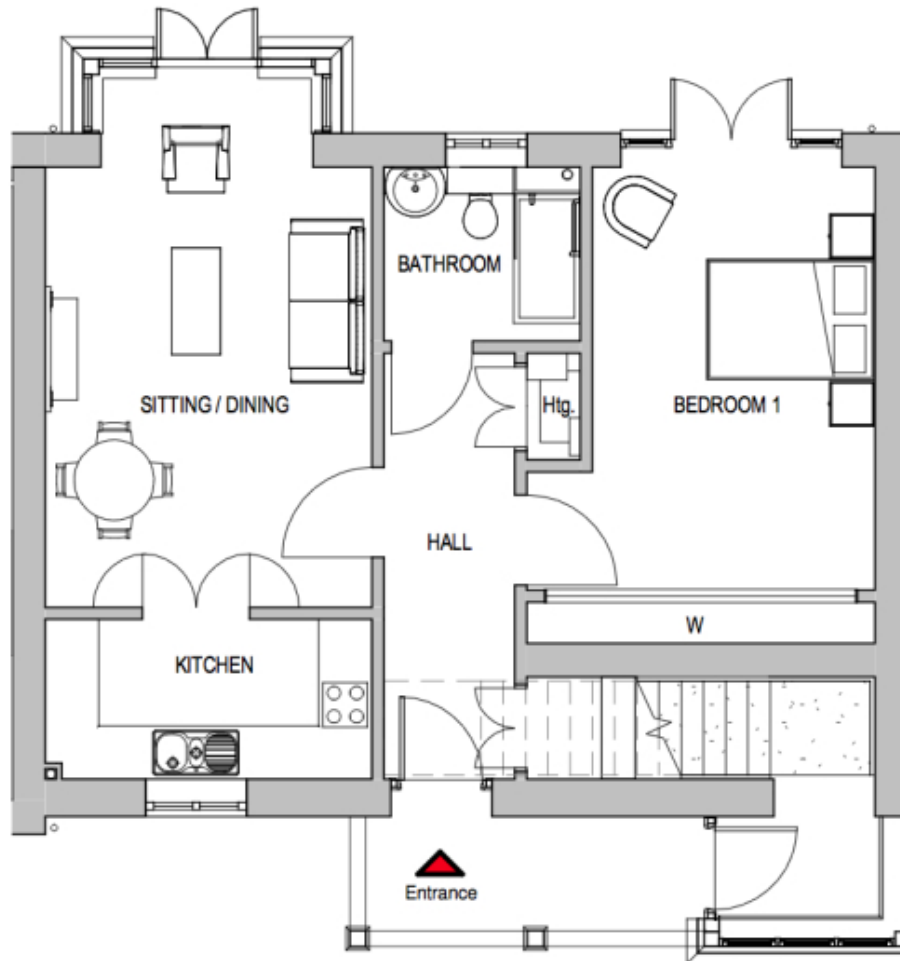 BATHROOM
SITTING / DINING
Htg.
BEDROOM 1
HALL
W
KITCHEN
Entrance